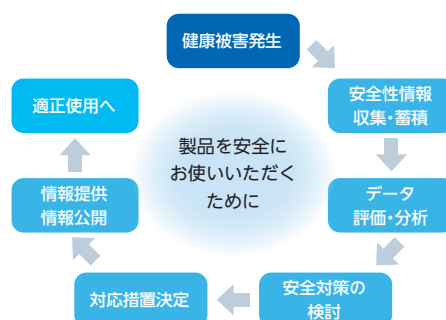 健康被害発生
安全性情報
収集・蓄積
データ
評価・分析
安全対策の
検討
対応措置決定
情報提供
情報公開
適正使用へ
製品を安全に
お使いいただく
ために